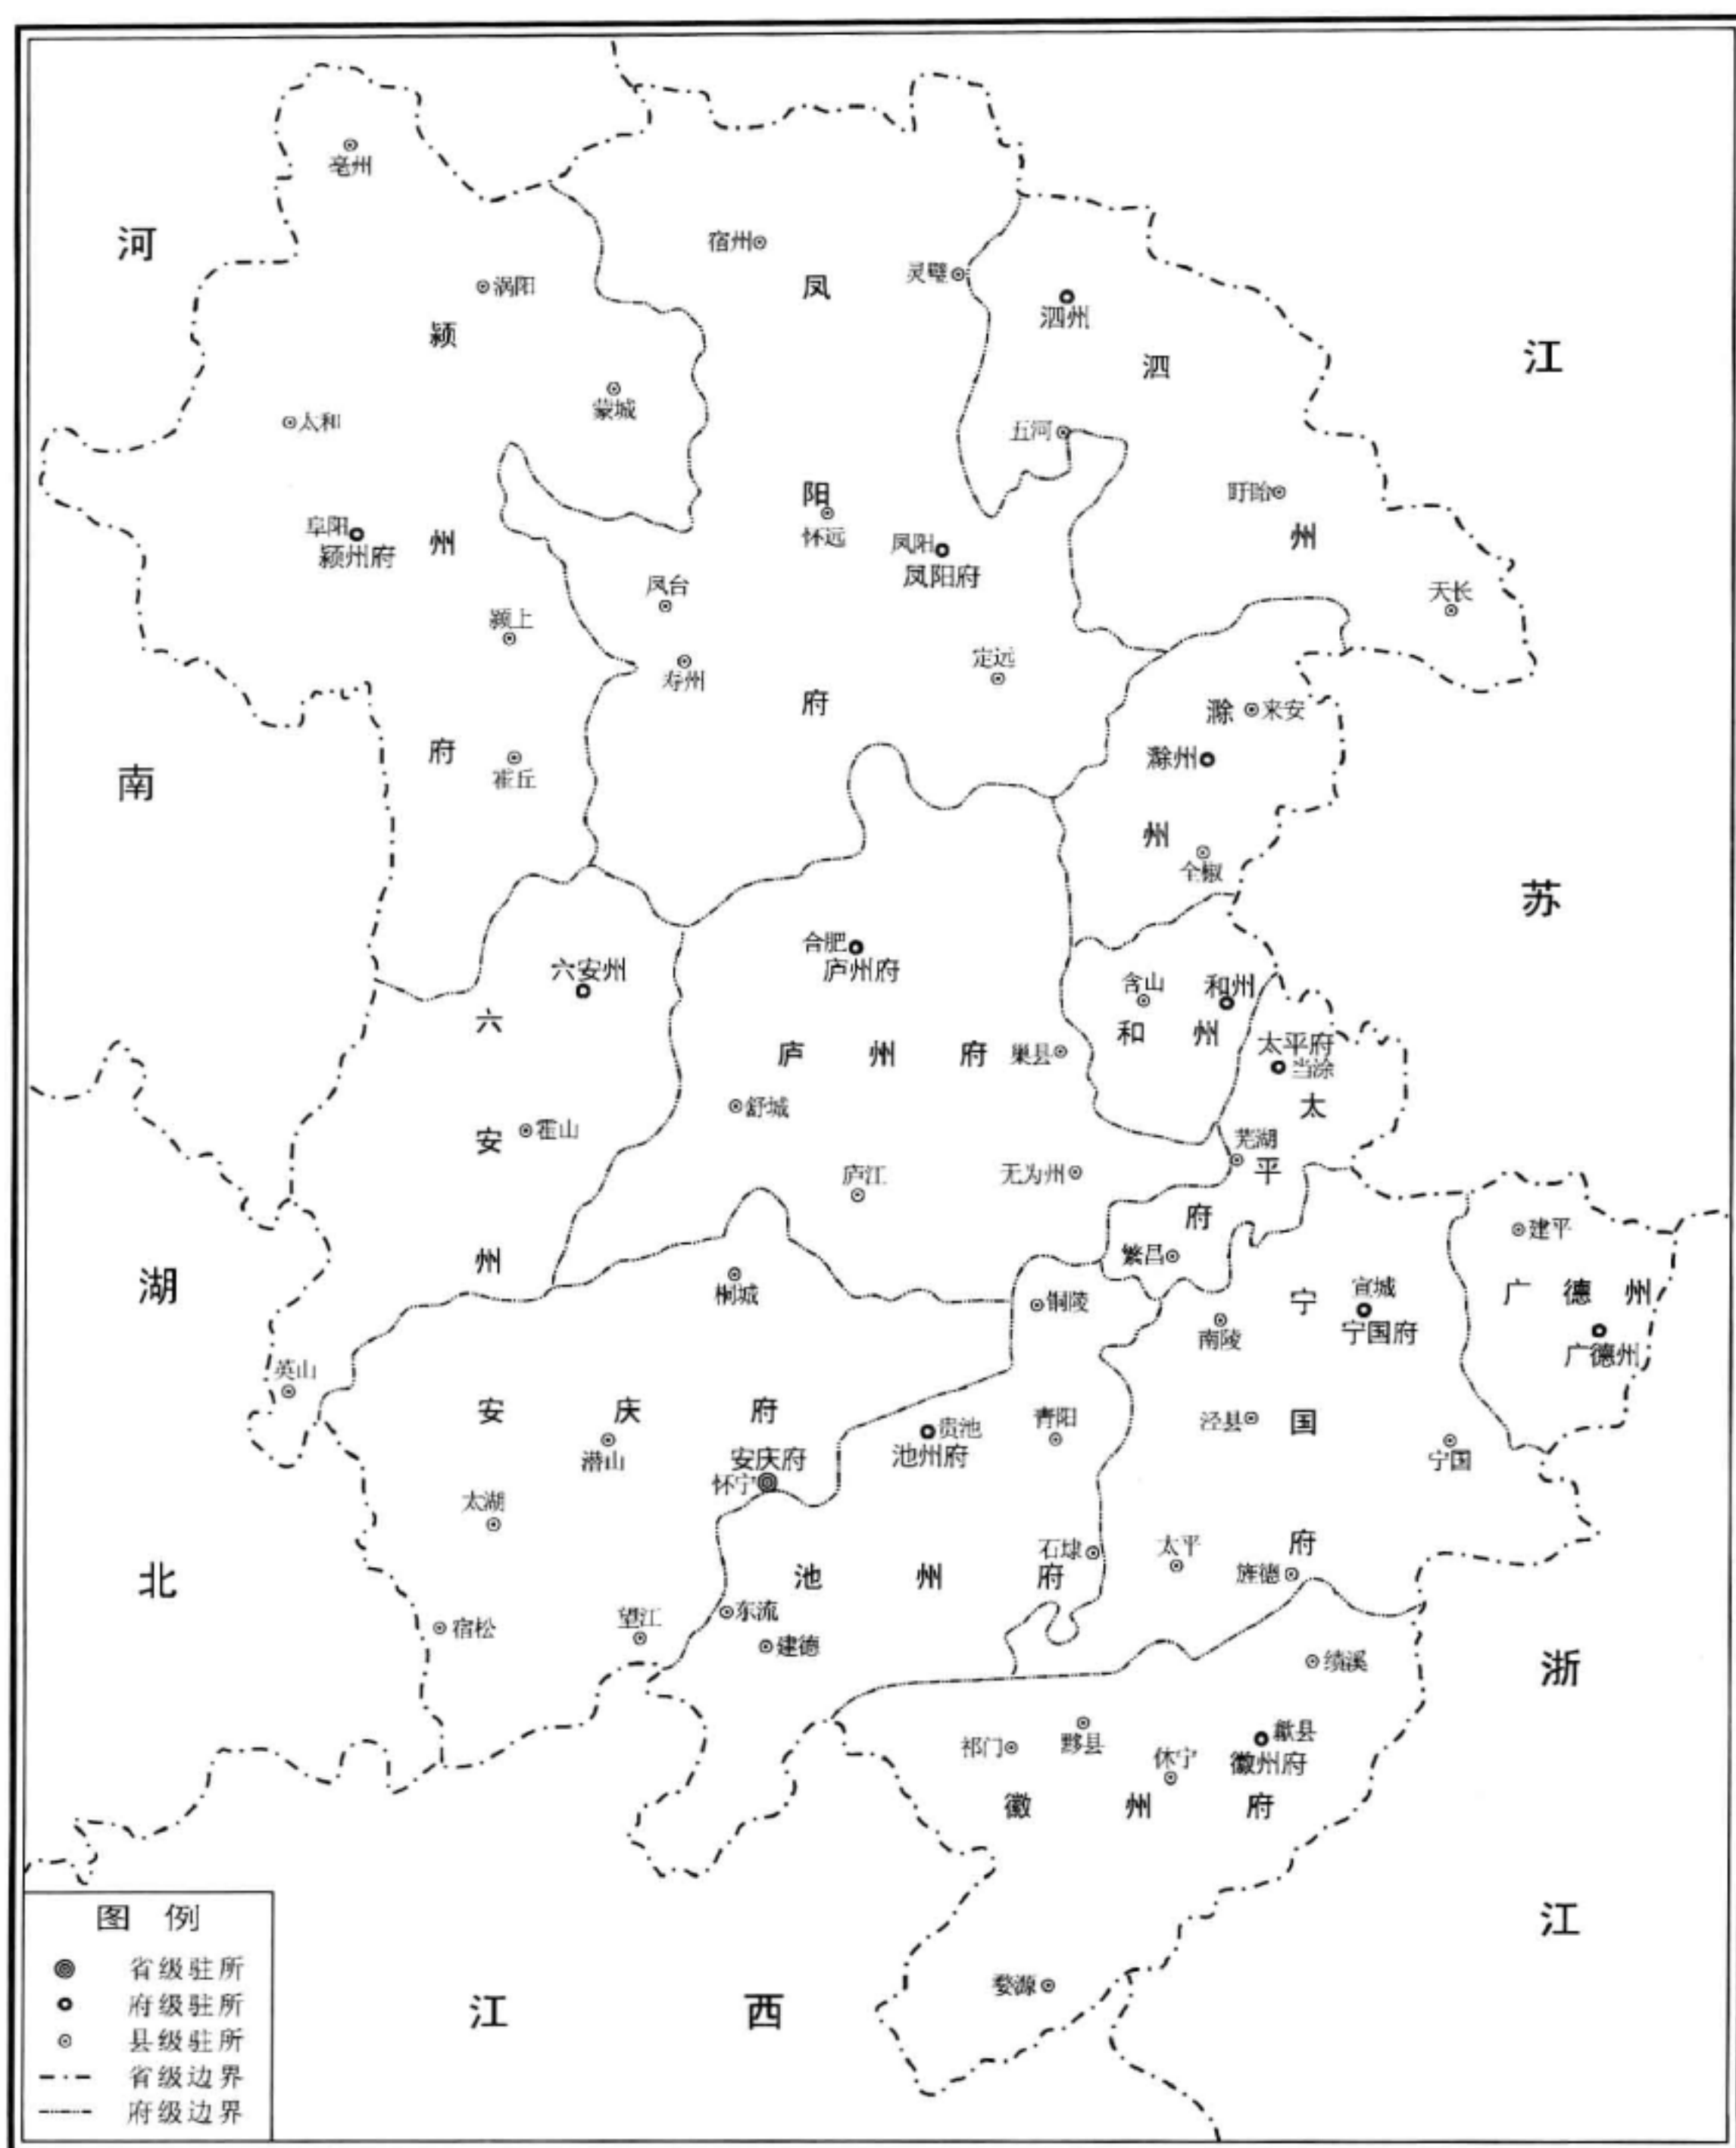 亳州
河
宿州
凤
灵璧
涡阳
泗州
颍
泗
江
蒙城
太和
五河
阳
盱眙
怀远
阜阳
颍州府
州
凤阳
凤阳府
州
凤台
天长
颍上
寿州
定远
府
滁
来安
府
滁州
霍丘
南
州
全椒
苏
合肥
庐州府
六安州
含山
和州
六
和州
庐州府
巢县
太平府
当涂
太
舒城
安
霍山
芜湖
平
庐江
无为州
府
建平
州
繁昌
湖
桐城
铜陵
宁
宣城
宁国府
广德州
南陵
广德州
英山
安庆府
贵池
池州府
青阳
泾县
国
宁国
潜山
安庆府
怀宁
太湖
石埭
太平
府
旌德
北
池州府
宿松
望江
东流
建德
绩溪
浙
祁门
黟县
休宁
歙县
徽州府
徽州府
江
婺源
江西
图例
省级驻所
府级驻所
县级驻所
省级边界
府级边界